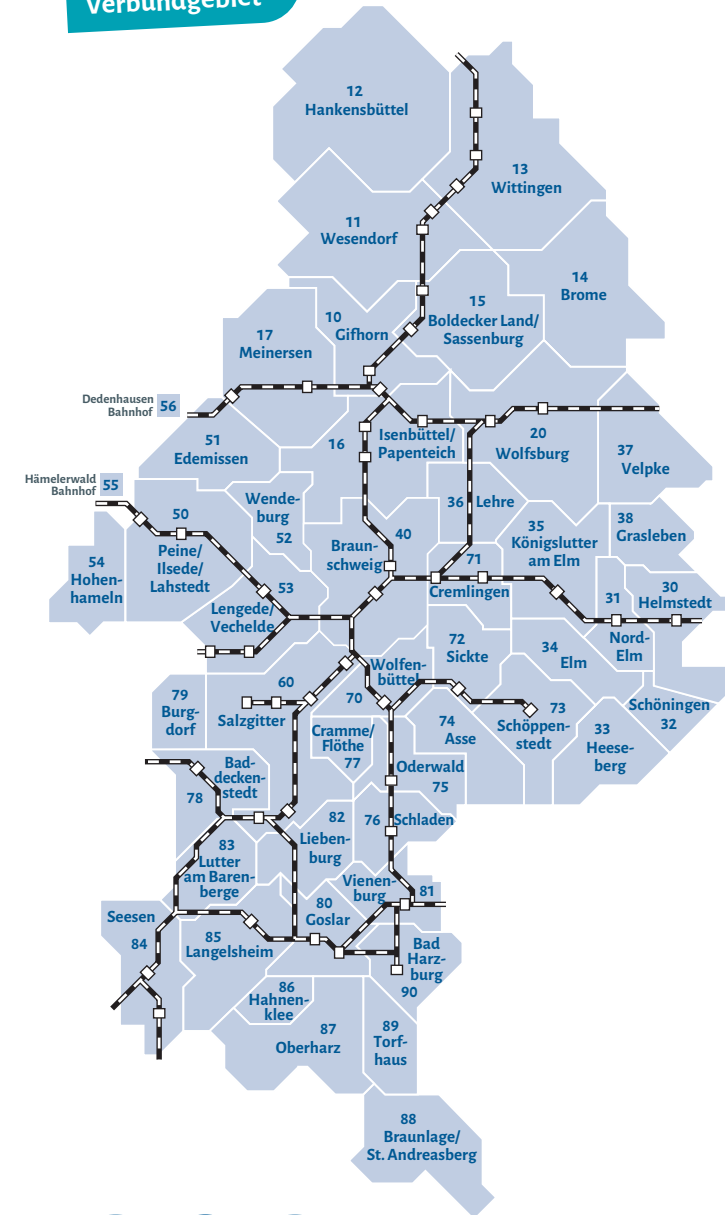 Verbundgebiet
12
Hankensbüttel
13
Wittingen
11
Wesendorf
14
Brome
15
Boldecker Land/
Sassenburg
10
Gifhorn
17
Meinersen
Dedenhausen
Bahnhof
56
51
Edemissen
16
Isenbüttel/
Papenteich
20
Wolfsburg
37
Velpke
Hämelerwald
Bahnhof
55
50
Peine/
Ilsede/
Lahstedt
Wende-
burg
52
36
Lehre
35
Königslutter
am Elm
38
Grasleben
40
Braun-
schweig
71
Cremlingen
54
Hohen-
hameln
53
Lengede/
Vechelde
31
Nord-
Elm
30
Helmstedt
72
Sickte
34
Elm
Wolfen-
büttel
70
60
Salzgitter
79
Burg-
dorf
73
Schöppen-
stedt
74
Asse
33
Heese-
berg
Schöningen
32
Cramme/
Flöthe
77
Oderwald
75
Bad-
decken-
stedt
78
82
Lieben-
burg
76
Schladen
83
Lutter
am Baren-
berge
Vienen-
burg
81
80
Goslar
Seesen
84
85
Langelsheim
Bad
Harz-
burg
90
86
Hahnen-
klee
87
Oberharz
89
Torf-
haus
88
Braunlage/
St. Andreasberg